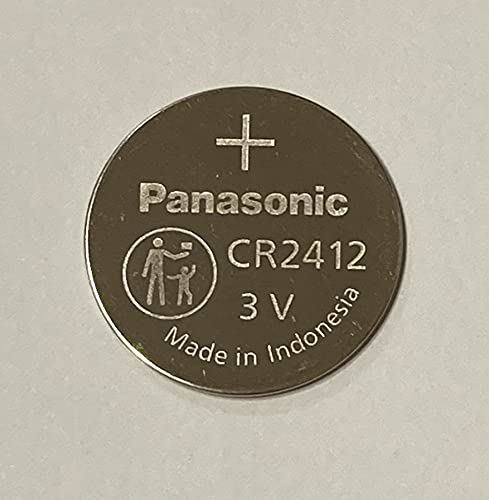 +
Panasonic
CR2412
3 V
Made in Indonesia